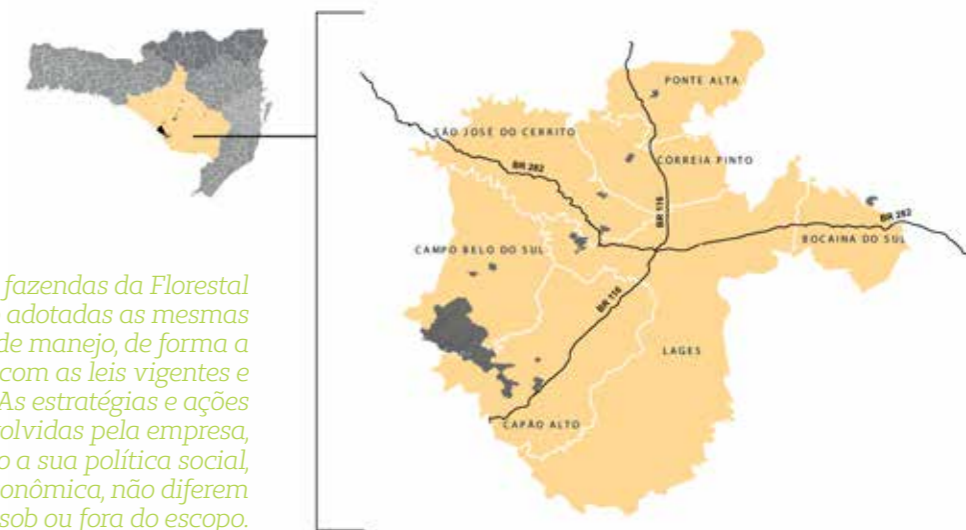 PONTE ALTA
SÃO JOSÉ DO CERRITO
CORREIA PINTO
BR 282
BR 116
BR 282
BOCAINA DO SUL
CAMPO BELO DO SUL
BR 116
LAGES
CAPÃO ALTO
fazendas da Florestal
adotadas as mesmas
de manejo, de forma a
com as leis vigentes e
As estratégias e ações
olvidas pela empresa,
o a sua política social,
onômica, não diferem
sob ou fora do escopo.